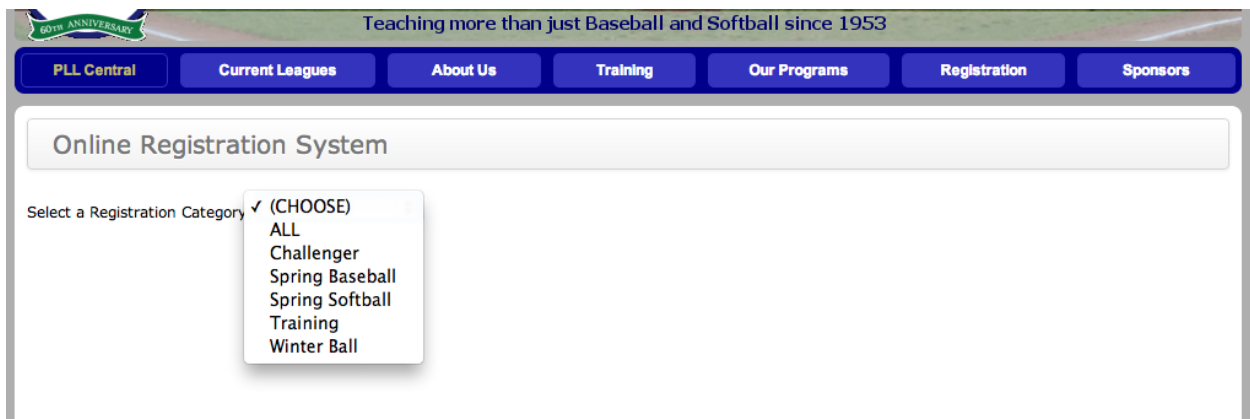 60TH ANNIVERSARY
Teaching more than just Baseball and Softball since 1953
PLL Central Current Leagues About Us Training Our Programs Registration Sponsors
Online Registration System
Select a Registration Category ✓ (CHOOSE)
ALL
Challenger
Spring Baseball
Spring Softball
Training
Winter Ball